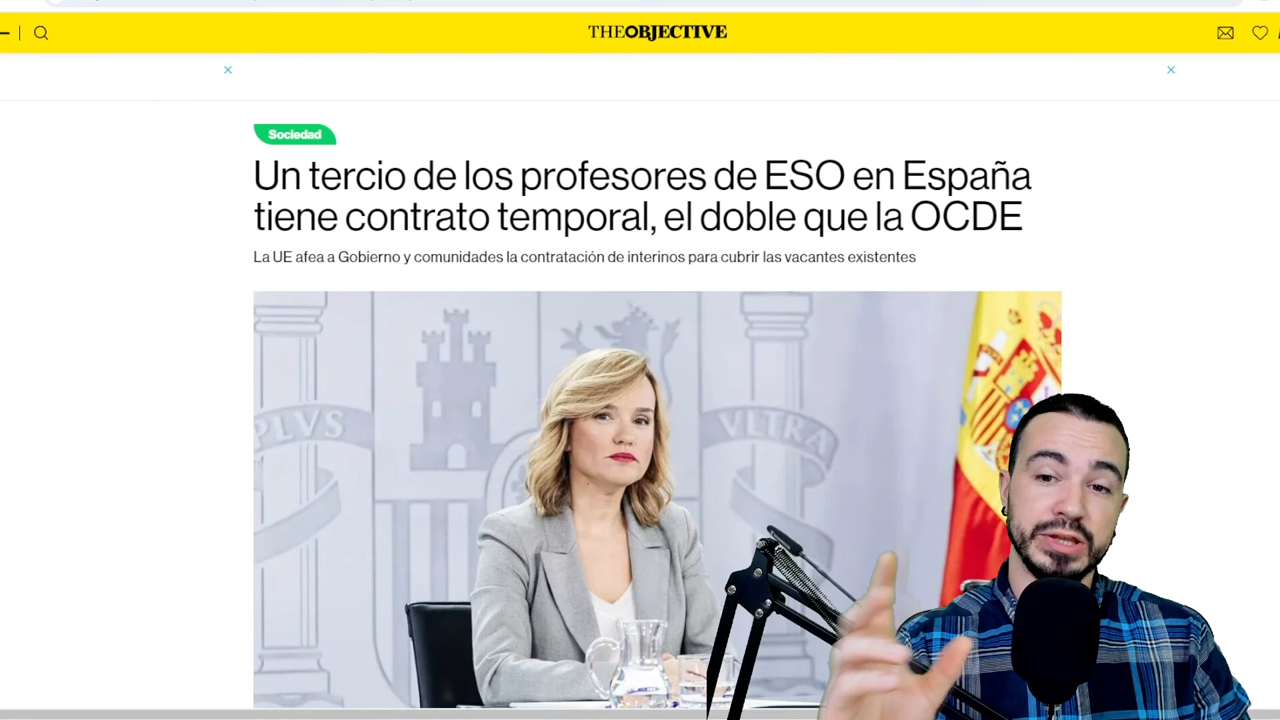 THEOBJECTIVE
Sociedad
Un tercio de los profesores de ESO en España
tiene contrato temporal, el doble que la OCDE
La UE afea a Gobierno y comunidades la contratación de interinos para cubrir las vacantes existentes
PLVS
VLTRA